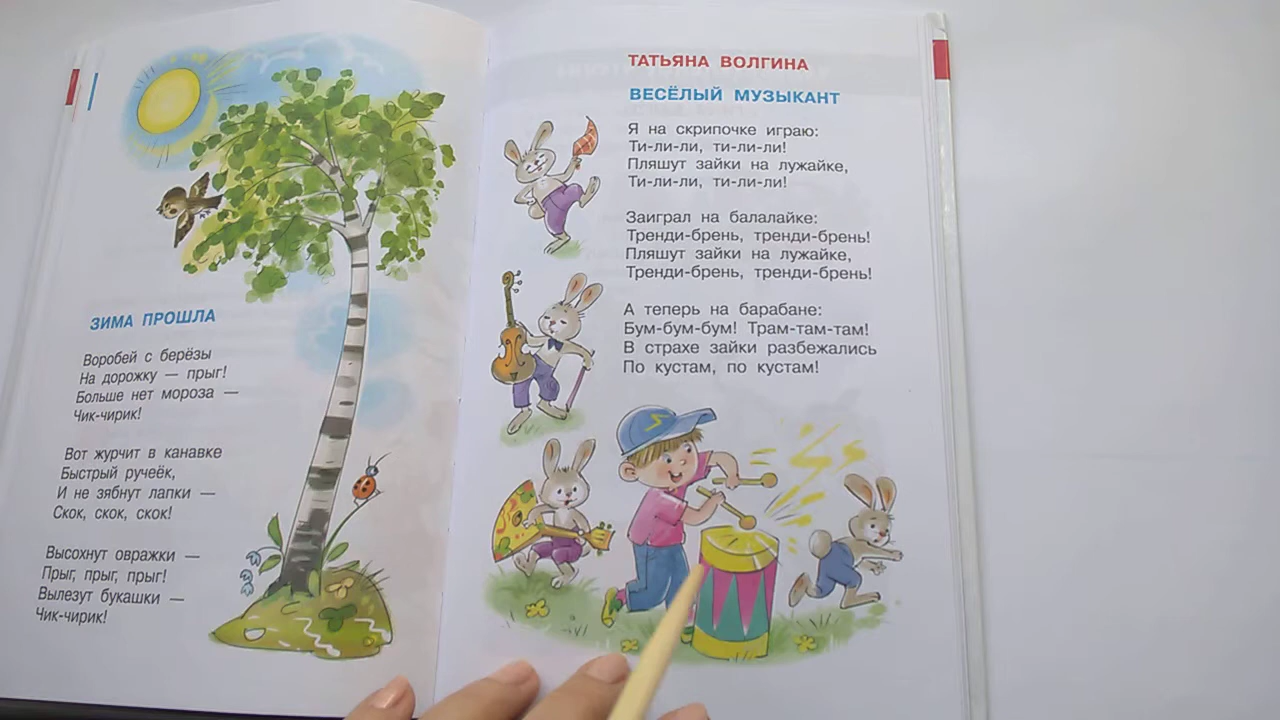 ЗИМА ПРОШЛА
Воробей с берёзы
На дорожку — прыг!
Больше нет мороза —
Чик-чирик!
Вот журчит в канавке
Быстрый ручеёк,
И не зябнут лапки —
Скок, скок, скок!
Высохнут овражки —
Прыг, прыг, прыг!
Вылезут букашки —
Чик-чирик!
ТАТЬЯНА ВОЛГИНА
ВЕСЁЛЫЙ МУЗЫКАНТ
Я на скрипочке играю:
Ти-ли-ли, ти-ли-ли!
Пляшут зайки на лужайке,
Ти-ли-ли, ти-ли-ли!
Заиграл на балалайке:
Тренди-брень, тренди-брень!
Пляшут зайки на лужайке,
Тренди-брень, тренди-брень!
А теперь на барабане:
Бум-бум-бум! Трам-там-там!
В страхе зайки разбежались
По кустам, по кустам!